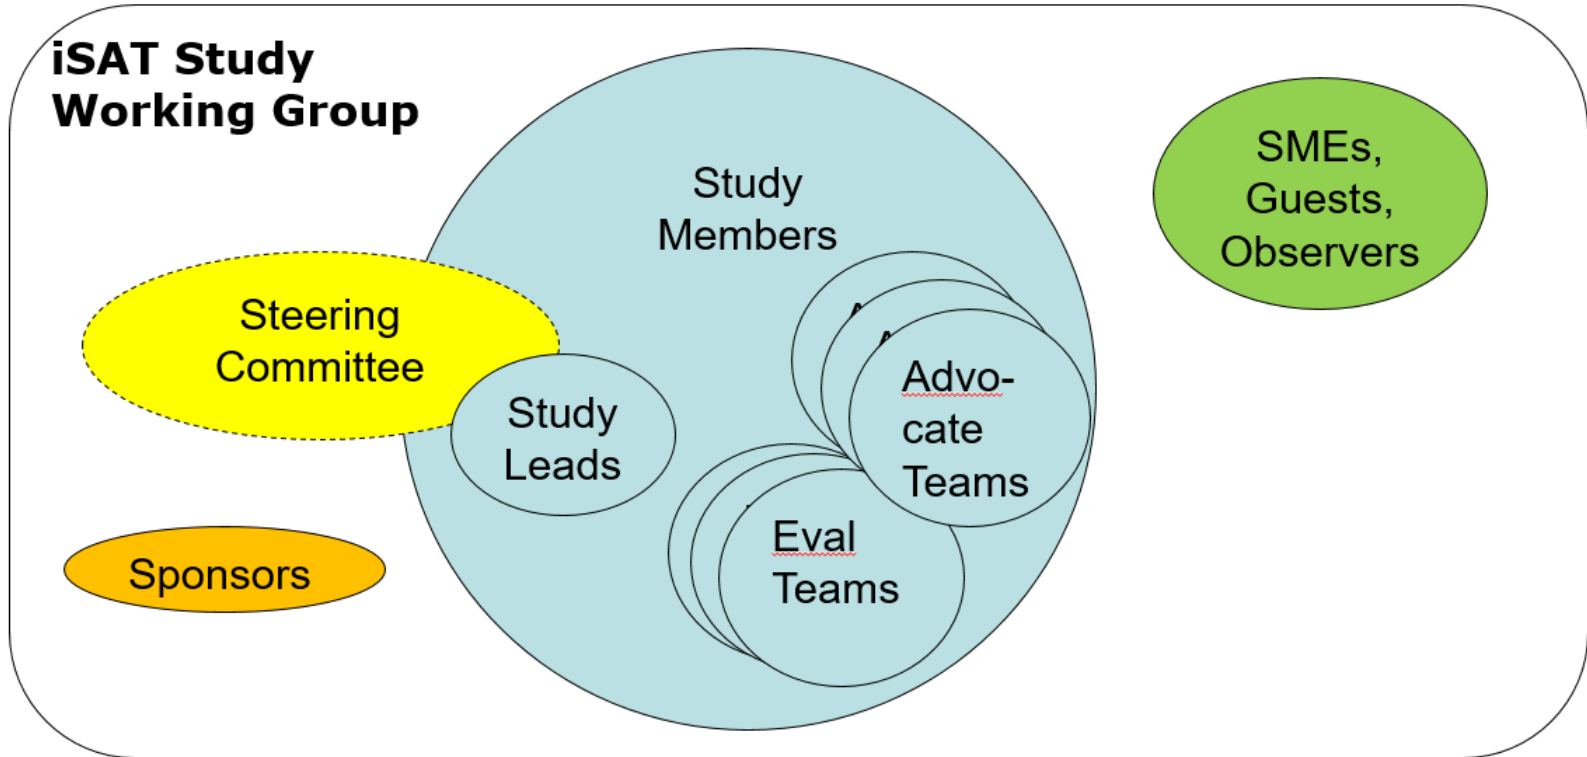 iSAT Study
Working Group
Study
Members
SMEs,
Guests,
Observers
Steering
Committee
Study
Leads
Advo-
cate
Teams
Eval
Teams
Sponsors